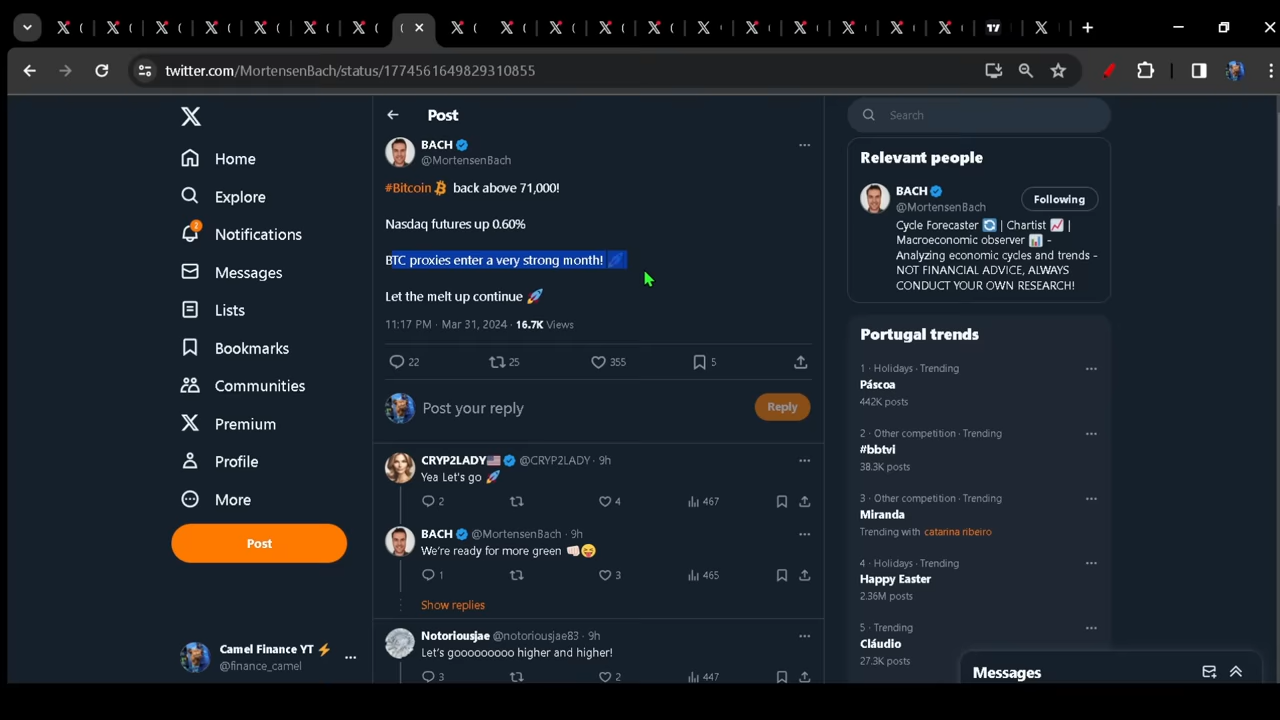 twitter.com/MortensenBach/status/1774561649829310855
Home
Explore
2
Notifications
Messages
Lists
Bookmarks
Communities
Premium
Profile
More
Post
Camel Finance YT ⚡
@finance_camel
Post
BACH
@MortensenBach
#Bitcoin back above 71,000!
Nasdaq futures up 0.60%
BTC proxies enter a very strong month! 🚀
Let the melt up continue 🚀
11:17 PM · Mar 31, 2024 · 16.7K Views
22 25 355 5
Post your reply
Reply
CRYP2LADY🇺🇸 @CRYP2LADY · 9h
Yea Let's go 🚀
2 4 467
BACH @MortensenBach · 9h
We're ready for more green 👊🏻😝
1 3 465
Show replies
Notoriousjae @notoriousjae83 · 9h
Let's gooooooooo higher and higher!
3 2 447
Search
Relevant people
BACH
@MortensenBach
Following
Cycle Forecaster 🔄 | Chartist 📈 |
Macroeconomic observer 📊 -
Analyzing economic cycles and trends -
NOT FINANCIAL ADVICE, ALWAYS
CONDUCT YOUR OWN RESEARCH!
Portugal trends
1 · Holidays · Trending
Páscoa
442K posts
2 · Other competition · Trending
#bbtvi
38.3K posts
3 · Other competition · Trending
Miranda
Trending with catarina ribeiro
4 · Holidays · Trending
Happy Easter
2.36M posts
5 · Trending
Cláudio
27.3K posts
Messages